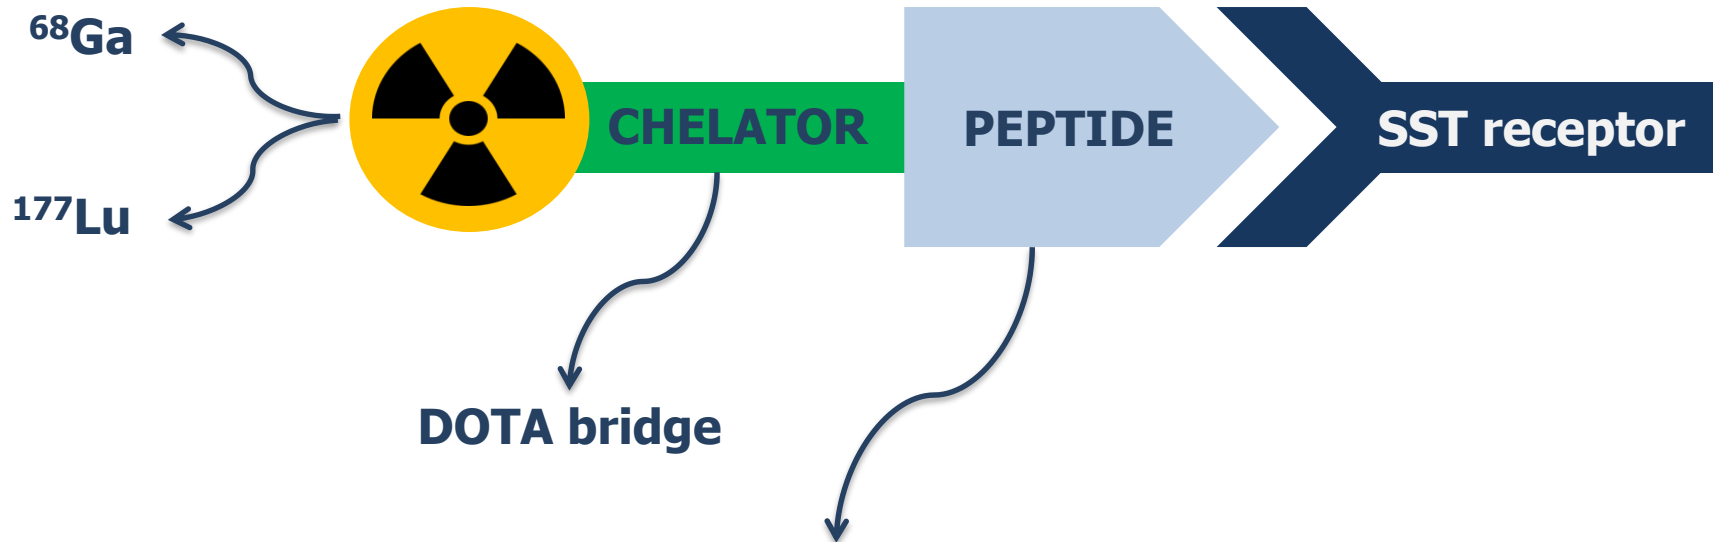 ⁶⁸Ga
CHELATOR
PEPTIDE
SST receptor
¹⁷⁷Lu
DOTA bridge